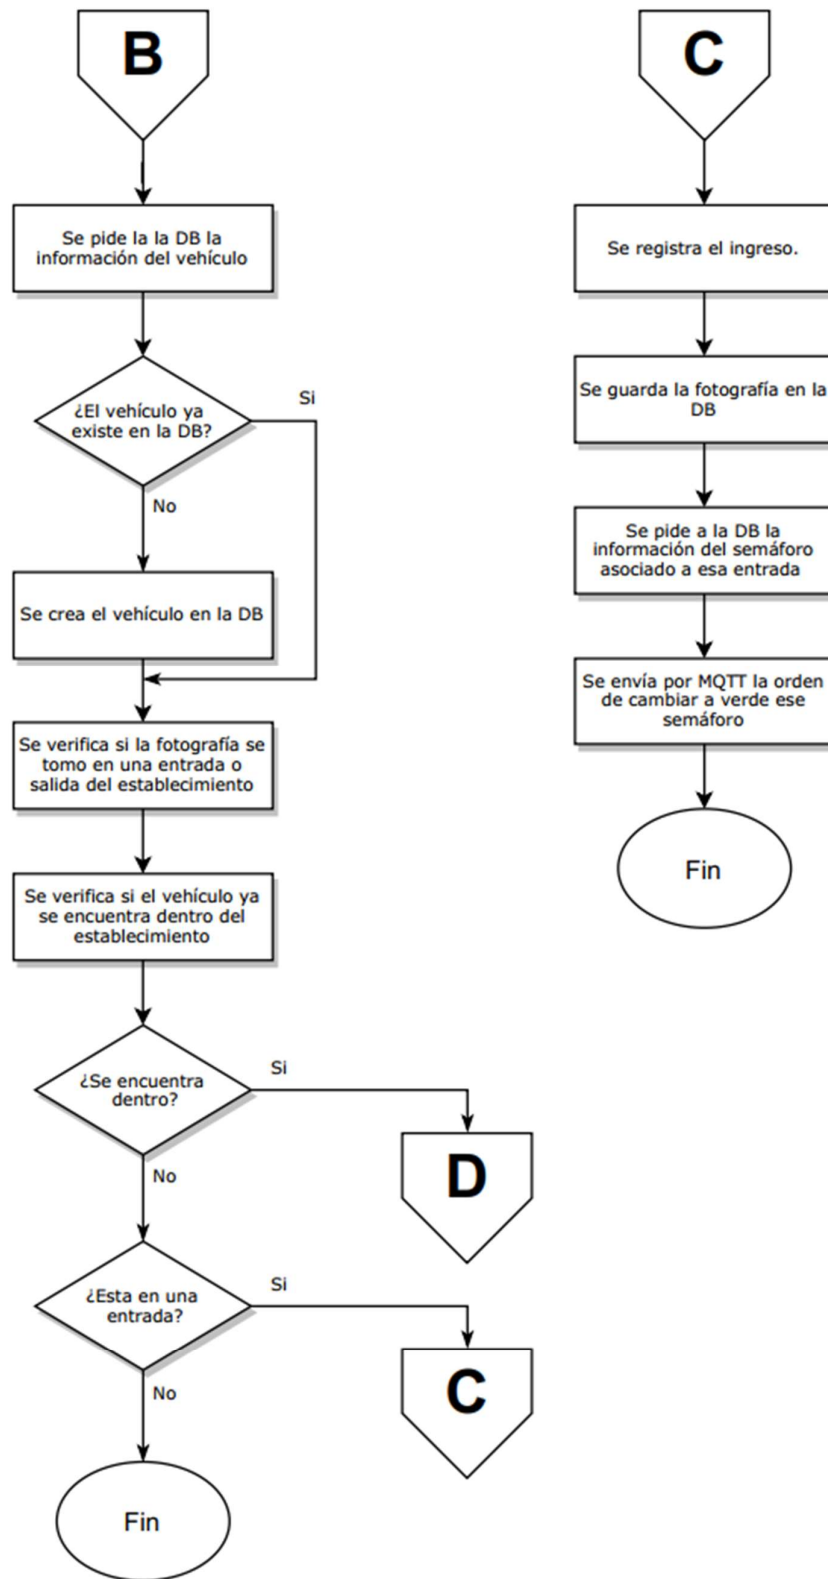 B
Se pide la la DB la
información del vehículo
¿El vehículo ya
existe en la DB?
Si
No
Se crea el vehículo en la DB
Se verifica si la fotografía se
tomo en una entrada o
salida del establecimiento
Se verifica si el vehículo ya
se encuentra dentro del
establecimiento
¿Se encuentra
dentro?
Si
D
No
¿Esta en una
entrada?
Si
C
No
Fin
C
Se registra el ingreso.
Se guarda la fotografía en la
DB
Se pide a la DB la
información del semáforo
asociado a esa entrada
Se envía por MQTT la orden
de cambiar a verde ese
semáforo
Fin